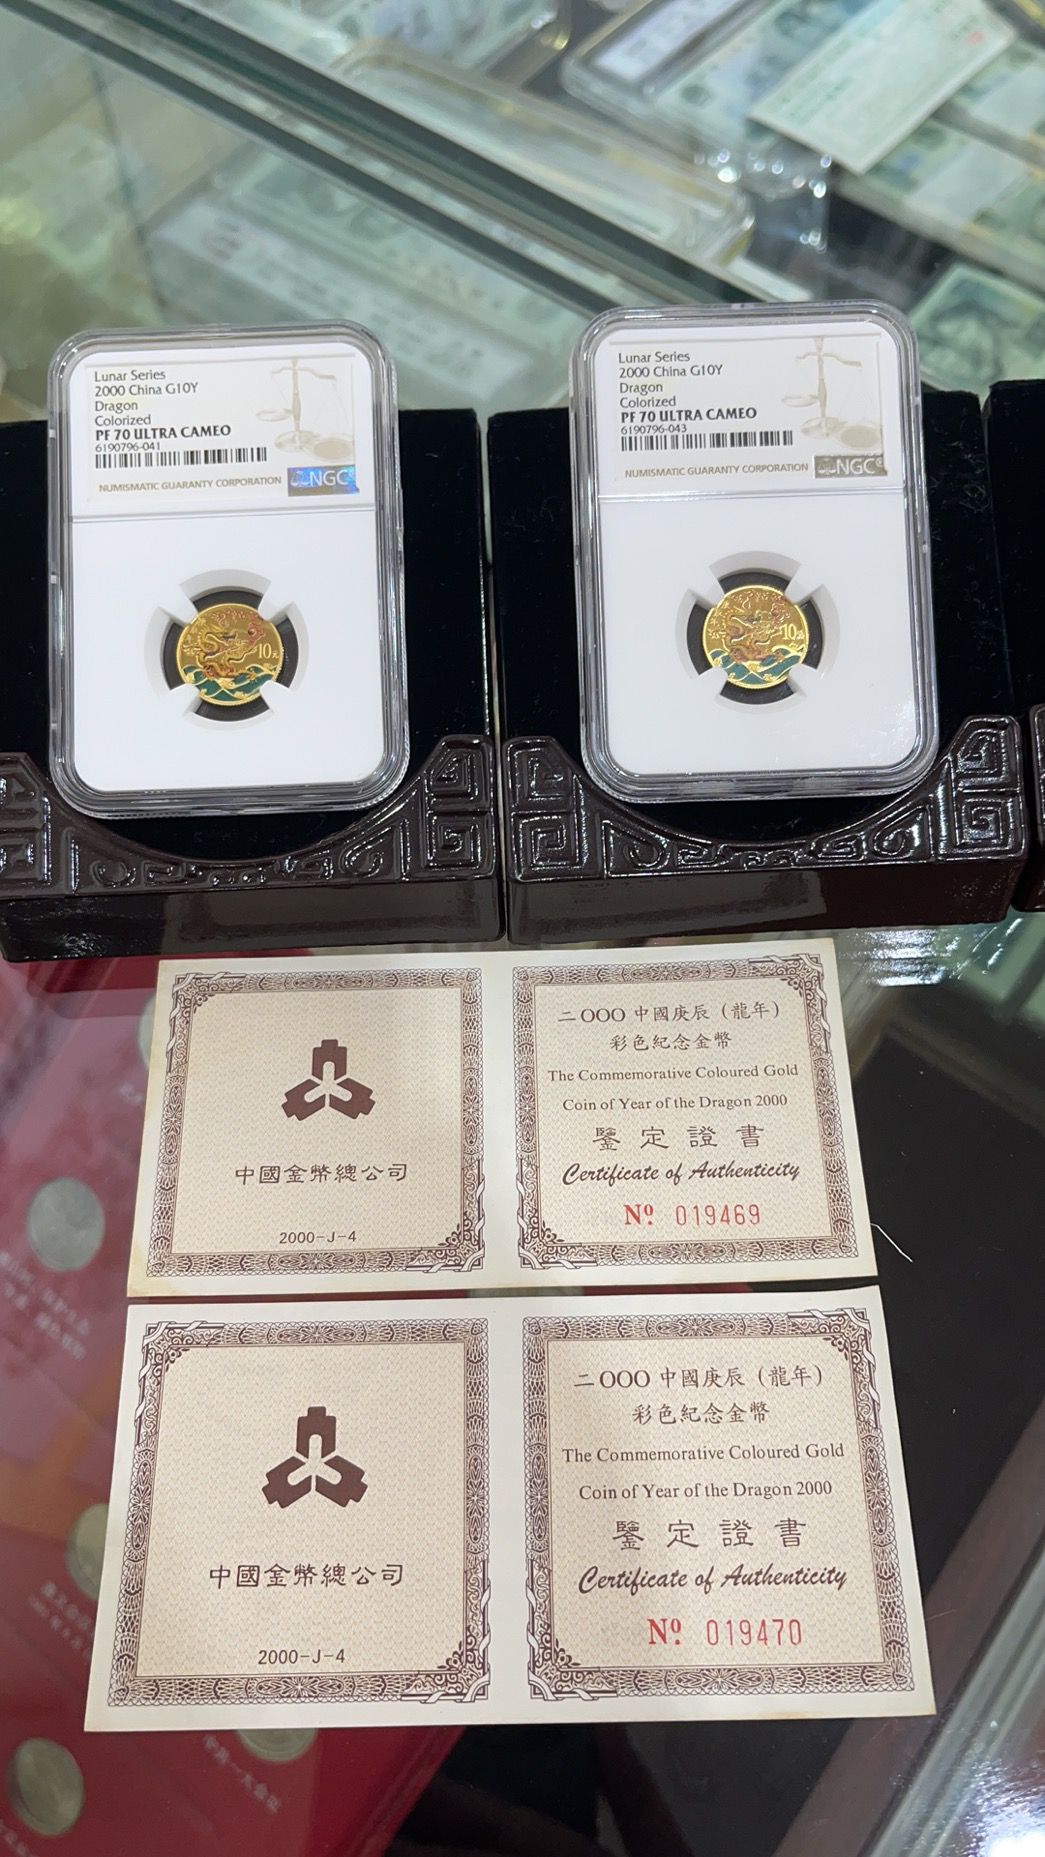 Lunar Series
2000 China G10Y
Dragon
Colorized
PF 70 ULTRA CAMEO
6190796-041
NUMISMATIC GUARANTY CORPORATION
NGC
10元
Lunar Series
2000 China G10Y
Dragon
Colorized
PF 70 ULTRA CAMEO
6190796-043
NUMISMATIC GUARANTY CORPORATION
NGC
10元
中國金幣總公司
2000-J-4
二OOO 中國庚辰（龍年）
彩色紀念金幣
The Commemorative Coloured Gold
Coin of Year of the Dragon 2000
鑒定證書
Certificate of Authenticity
Nº 019469
中國金幣總公司
2000-J-4
二OOO 中國庚辰（龍年）
彩色紀念金幣
The Commemorative Coloured Gold
Coin of Year of the Dragon 2000
鑒定證書
Certificate of Authenticity
Nº 019470